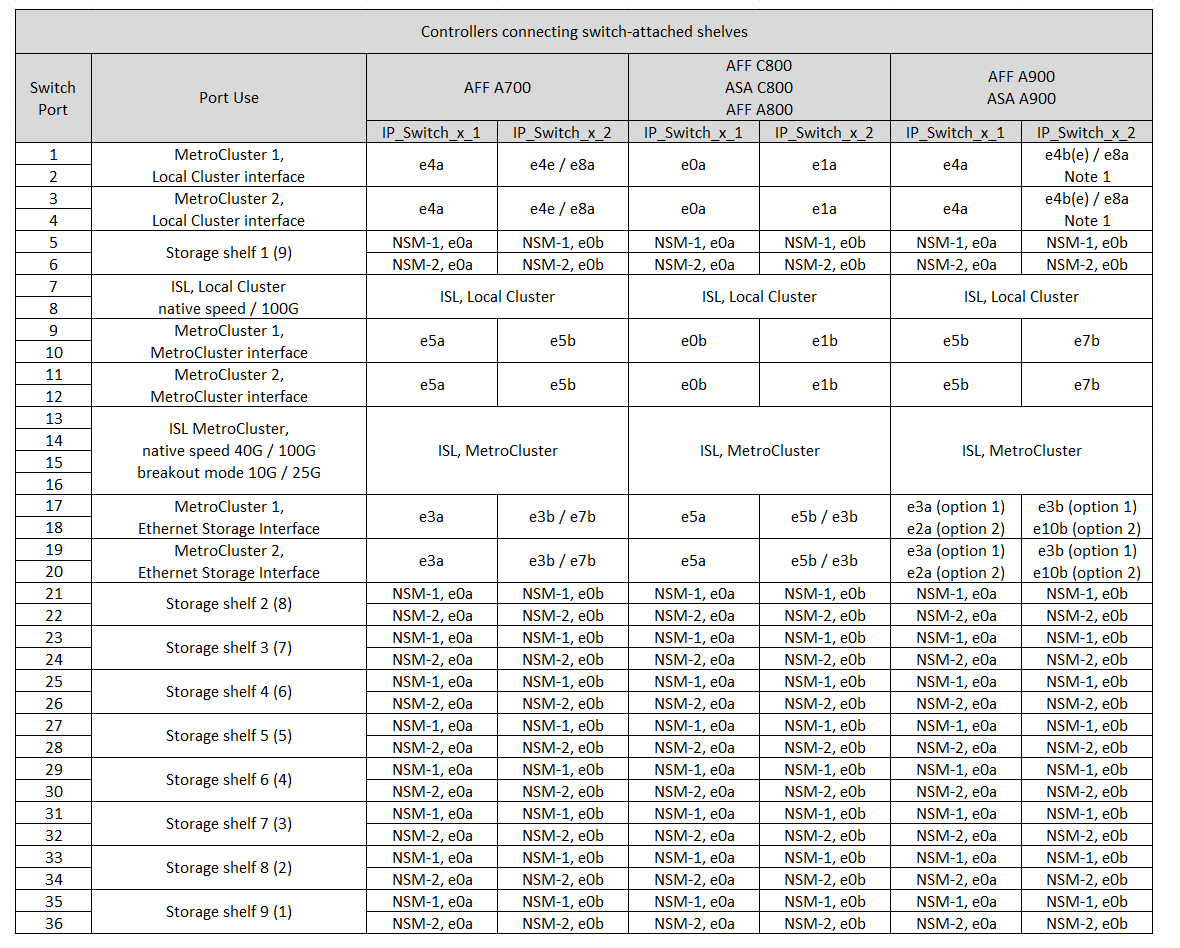 Controllers connecting switch-attached shelves
Switch
Port
Port Use
AFF A700
AFF C800
ASA C800
AFF A800
AFF A900
ASA A900
IP_Switch_x_1
IP_Switch_x_2
IP_Switch_x_1
IP_Switch_x_2
IP_Switch_x_1
IP_Switch_x_2
1
2
MetroCluster 1,
Local Cluster interface
e4a
e4e / e8a
e0a
e1a
e4a
e4b(e) / e8a
Note 1
3
4
MetroCluster 2,
Local Cluster interface
e4a
e4e / e8a
e0a
e1a
e4a
e4b(e) / e8a
Note 1
5
6
Storage shelf 1 (9)
NSM-1, e0a
NSM-1, e0b
NSM-1, e0a
NSM-1, e0b
NSM-1, e0a
NSM-1, e0b
NSM-2, e0a
NSM-2, e0b
NSM-2, e0a
NSM-2, e0b
NSM-2, e0a
NSM-2, e0b
7
8
ISL, Local Cluster
native speed / 100G
ISL, Local Cluster
ISL, Local Cluster
ISL, Local Cluster
9
10
MetroCluster 1,
MetroCluster interface
e5a
e5b
e0b
e1b
e5b
e7b
11
12
MetroCluster 2,
MetroCluster interface
e5a
e5b
e0b
e1b
e5b
e7b
13
14
15
16
ISL MetroCluster,
native speed 40G / 100G
breakout mode 10G / 25G
ISL, MetroCluster
ISL, MetroCluster
ISL, MetroCluster
17
18
MetroCluster 1,
Ethernet Storage Interface
e3a
e3b / e7b
e5a
e5b / e3b
e3a (option 1)
e2a (option 2)
e3b (option 1)
e10b (option 2)
19
20
MetroCluster 2,
Ethernet Storage Interface
e3a
e3b / e7b
e5a
e5b / e3b
e3a (option 1)
e2a (option 2)
e3b (option 1)
e10b (option 2)
21
22
Storage shelf 2 (8)
NSM-1, e0a
NSM-1, e0b
NSM-1, e0a
NSM-1, e0b
NSM-1, e0a
NSM-1, e0b
NSM-2, e0a
NSM-2, e0b
NSM-2, e0a
NSM-2, e0b
NSM-2, e0a
NSM-2, e0b
23
24
Storage shelf 3 (7)
NSM-1, e0a
NSM-1, e0b
NSM-1, e0a
NSM-1, e0b
NSM-1, e0a
NSM-1, e0b
NSM-2, e0a
NSM-2, e0b
NSM-2, e0a
NSM-2, e0b
NSM-2, e0a
NSM-2, e0b
25
26
Storage shelf 4 (6)
NSM-1, e0a
NSM-1, e0b
NSM-1, e0a
NSM-1, e0b
NSM-1, e0a
NSM-1, e0b
NSM-2, e0a
NSM-2, e0b
NSM-2, e0a
NSM-2, e0b
NSM-2, e0a
NSM-2, e0b
27
28
Storage shelf 5 (5)
NSM-1, e0a
NSM-1, e0b
NSM-1, e0a
NSM-1, e0b
NSM-1, e0a
NSM-1, e0b
NSM-2, e0a
NSM-2, e0b
NSM-2, e0a
NSM-2, e0b
NSM-2, e0a
NSM-2, e0b
29
30
Storage shelf 6 (4)
NSM-1, e0a
NSM-1, e0b
NSM-1, e0a
NSM-1, e0b
NSM-1, e0a
NSM-1, e0b
NSM-2, e0a
NSM-2, e0b
NSM-2, e0a
NSM-2, e0b
NSM-2, e0a
NSM-2, e0b
31
32
Storage shelf 7 (3)
NSM-1, e0a
NSM-1, e0b
NSM-1, e0a
NSM-1, e0b
NSM-1, e0a
NSM-1, e0b
NSM-2, e0a
NSM-2, e0b
NSM-2, e0a
NSM-2, e0b
NSM-2, e0a
NSM-2, e0b
33
34
Storage shelf 8 (2)
NSM-1, e0a
NSM-1, e0b
NSM-1, e0a
NSM-1, e0b
NSM-1, e0a
NSM-1, e0b
NSM-2, e0a
NSM-2, e0b
NSM-2, e0a
NSM-2, e0b
NSM-2, e0a
NSM-2, e0b
35
36
Storage shelf 9 (1)
NSM-1, e0a
NSM-1, e0b
NSM-1, e0a
NSM-1, e0b
NSM-1, e0a
NSM-1, e0b
NSM-2, e0a
NSM-2, e0b
NSM-2, e0a
NSM-2, e0b
NSM-2, e0a
NSM-2, e0b